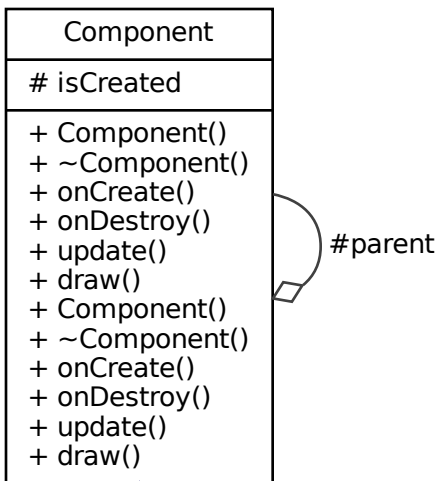 Component
# isCreated
+ Component()
+ ~Component()
+ onCreate()
+ onDestroy()
+ update()
+ draw()
+ Component()
+ ~Component()
+ onCreate()
+ onDestroy()
+ update()
+ draw()
#parent